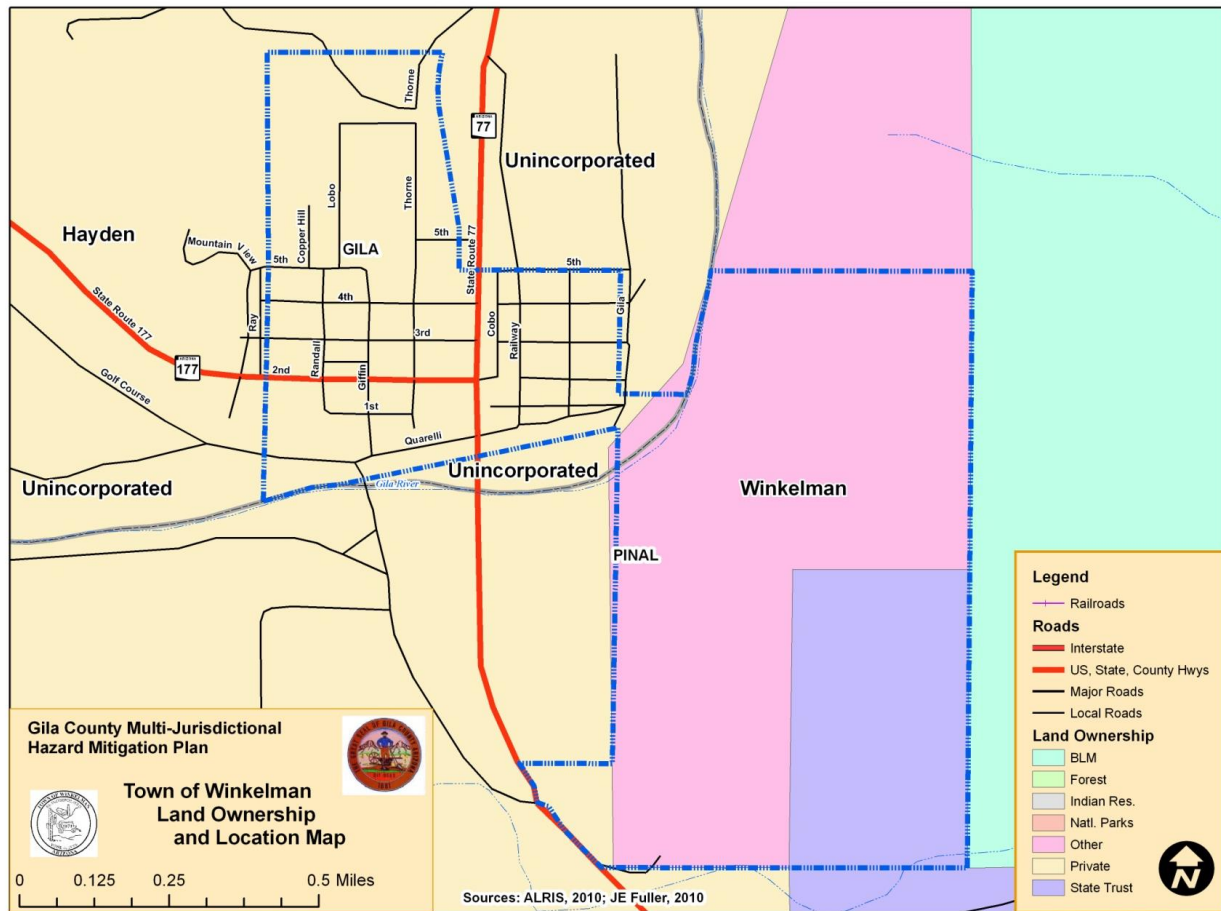 Thorne
77
Unincorporated
Lobo
Thorne
Copper Hill
Hayden
Mountain View
GILA
5th
State Route 77
5th
5th
4th
State Route 177
Ray
Cobo
Railway
Gila
3rd
Randall
Giffin
177
2nd
Golf Course
1st
Quarelli
Unincorporated
Unincorporated
Gila River
Winkelman
PINAL
Legend
Railroads
Roads
Interstate
US, State, County Hwys
Major Roads
Local Roads
Land Ownership
BLM
Forest
Indian Res.
Natl. Parks
Other
Private
State Trust
N
Gila County Multi-Jurisdictional
Hazard Mitigation Plan
Town of Winkelman
Land Ownership
and Location Map
0 0.125 0.25 0.5 Miles
Sources: ALRIS, 2010; JE Fuller, 2010